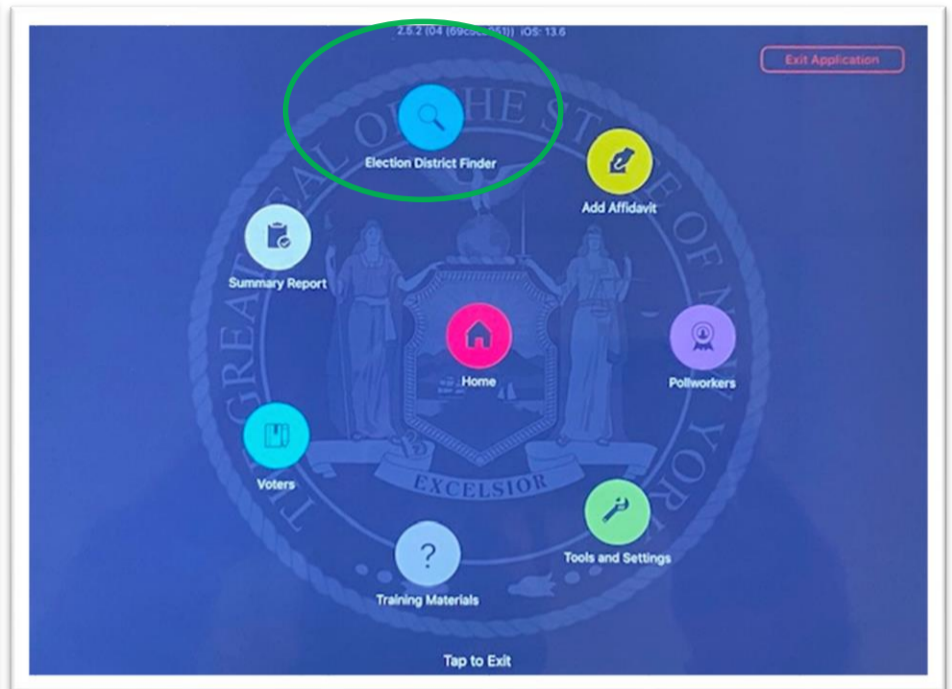 Exit Application
Election District Finder
Add Affidavit
Summary Report
Home
Pollworkers
Voters
EXCELSIOR
?
Training Materials
Tools and Settings
Tap to Exit